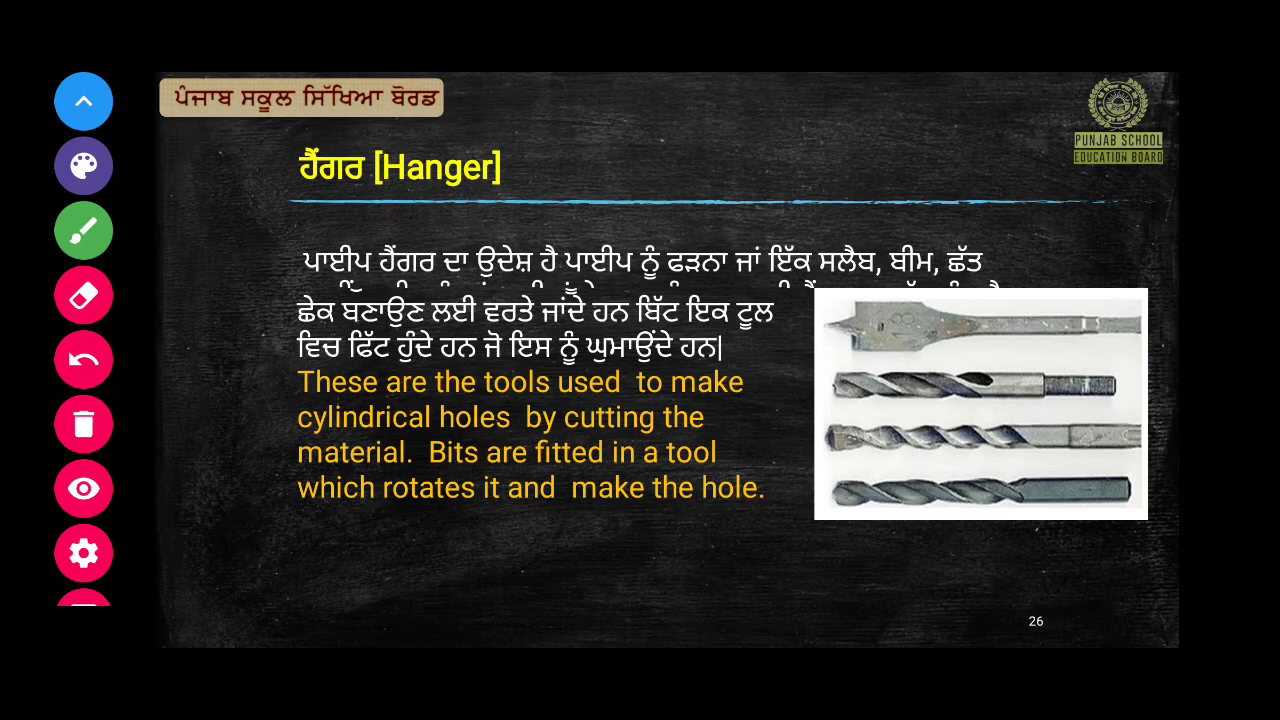 ਪੰਜਾਬ ਸਕੂਲ ਸਿੱਖਿਆ ਬੋਰਡ
PUNJAB SCHOOL
EDUCATION BOARD
ਹੈਂਗਰ [Hanger]
ਪਾਈਪ ਹੈਂਗਰ ਦਾ ਉਦੇਸ਼ ਹੈ ਪਾਈਪ ਨੂੰ ਫੜਨਾ ਜਾਂ ਇੱਕ ਸਲੈਬ, ਬੀਮ, ਛੱਤ
ਛੇਕ ਬਣਾਉਣ ਲਈ ਵਰਤੇ ਜਾਂਦੇ ਹਨ ਬਿੱਟ ਇਕ ਟੂਲ
ਵਿਚ ਫਿੱਟ ਹੁੰਦੇ ਹਨ ਜੋ ਇਸ ਨੂੰ ਘੁਮਾਉਂਦੇ ਹਨ|
These are the tools used to make
cylindrical holes by cutting the
material. Bits are fitted in a tool
which rotates it and make the hole.
26